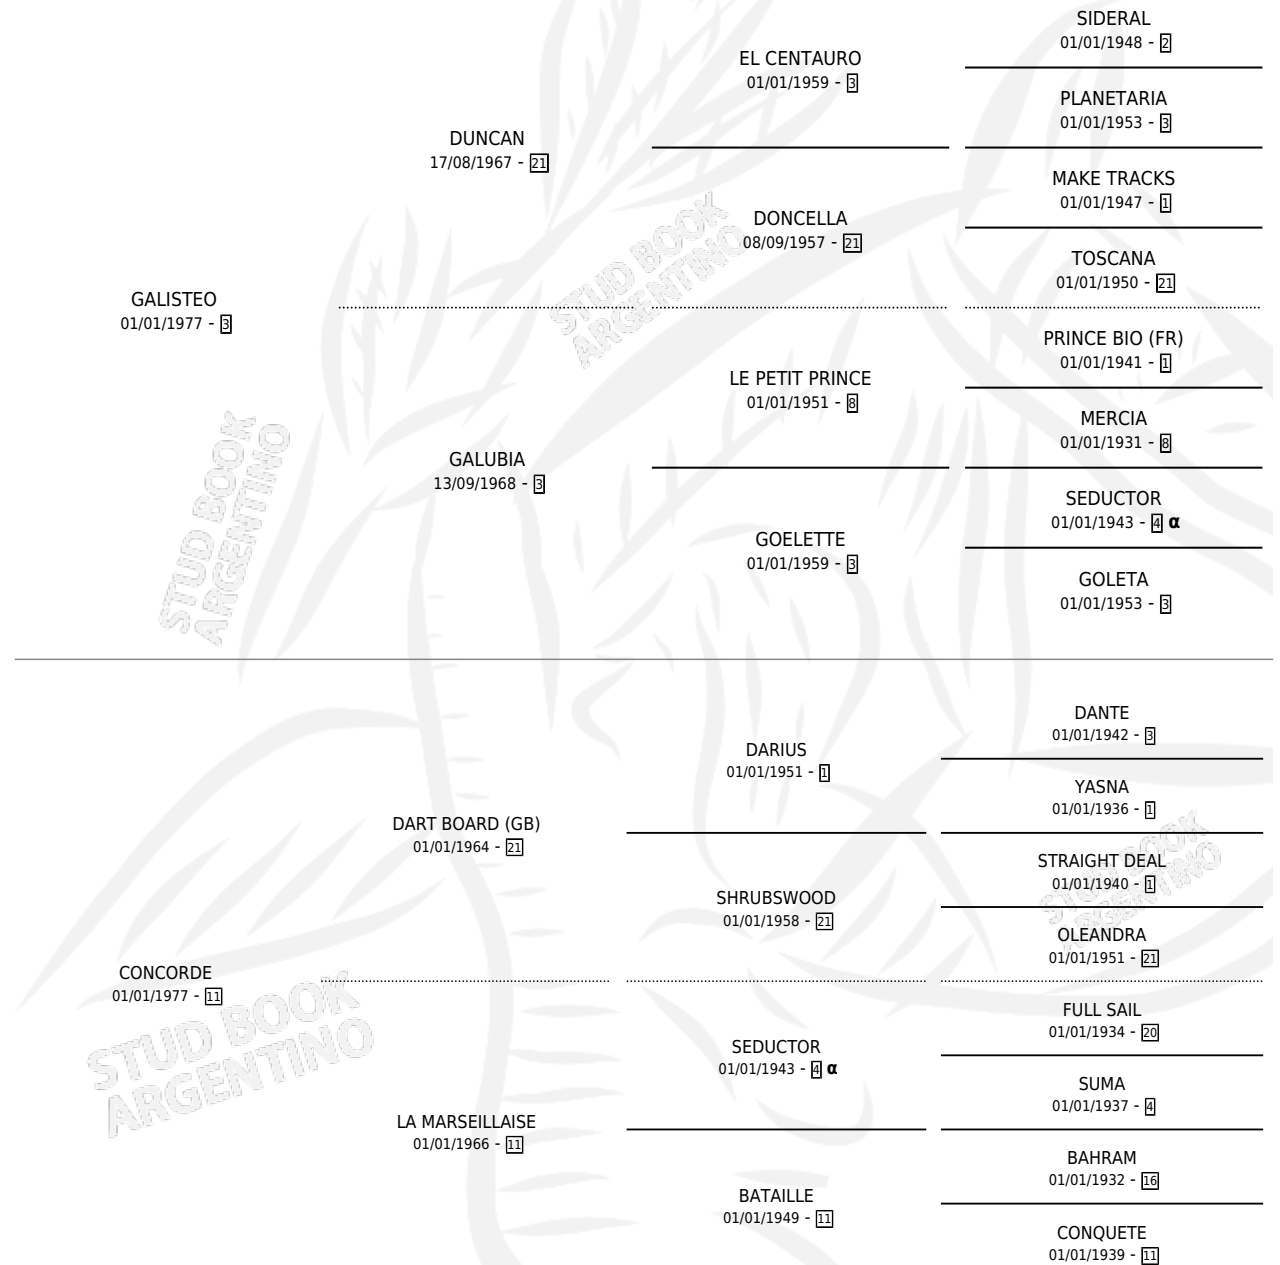 SIDERAL
01/01/1948 - 2
EL CENTAURO
01/01/1959 - 3
PLANETARIA
01/01/1953 - 3
DUNCAN
17/08/1967 - 21
MAKE TRACKS
01/01/1947 - 1
DONCELLA
08/09/1957 - 21
TOSCANA
01/01/1950 - 21
GALISTEO
01/01/1977 - 3
PRINCE BIO (FR)
01/01/1941 - 1
LE PETIT PRINCE
01/01/1951 - 8
MERCIA
01/01/1931 - 8
GALUBIA
13/09/1968 - 3
SEDUCTOR
01/01/1943 - 4 α
GOELETTE
01/01/1959 - 3
GOLETA
01/01/1953 - 3
DANTE
01/01/1942 - 3
DARIUS
01/01/1951 - 1
YASNA
01/01/1936 - 1
DART BOARD (GB)
01/01/1964 - 21
STRAIGHT DEAL
01/01/1940 - 1
SHRUBSWOOD
01/01/1958 - 21
OLEANDRA
01/01/1951 - 21
CONCORDE
01/01/1977 - 11
FULL SAIL
01/01/1934 - 20
SEDUCTOR
01/01/1943 - 4 α
SUMA
01/01/1937 - 4
LA MARSEILLAISE
01/01/1966 - 11
BAHRAM
01/01/1932 - 16
BATAILLE
01/01/1949 - 11
CONQUETE
01/01/1939 - 11
STUD BOOK
ARGENTINO
STUD BOOK
ARGENTINO
STUD BOOK
ARGENTINO
STUD BOOK
ARGENTINO